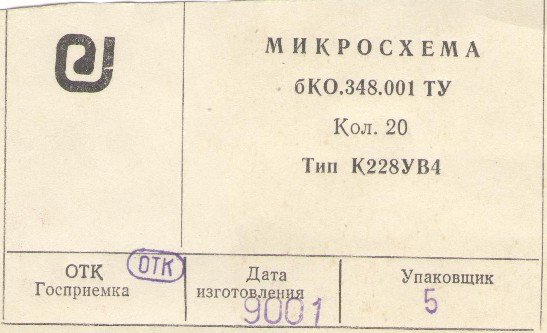 МИКРОСХЕМА
бКО.348.001 ТУ
Кол. 20
Тип К228УВ4
ОТК
ОТК
Госприемка
Дата
изготовления
9001
Упаковщик
5